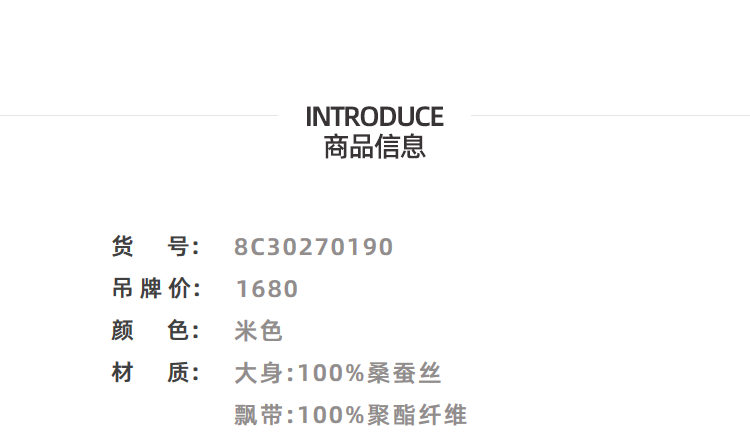 INTRODUCE
商品信息
货 号: 8C30270190
吊牌价: 1680
颜 色: 米色
材 质: 大身:100%桑蚕丝
飘带:100%聚酯纤维